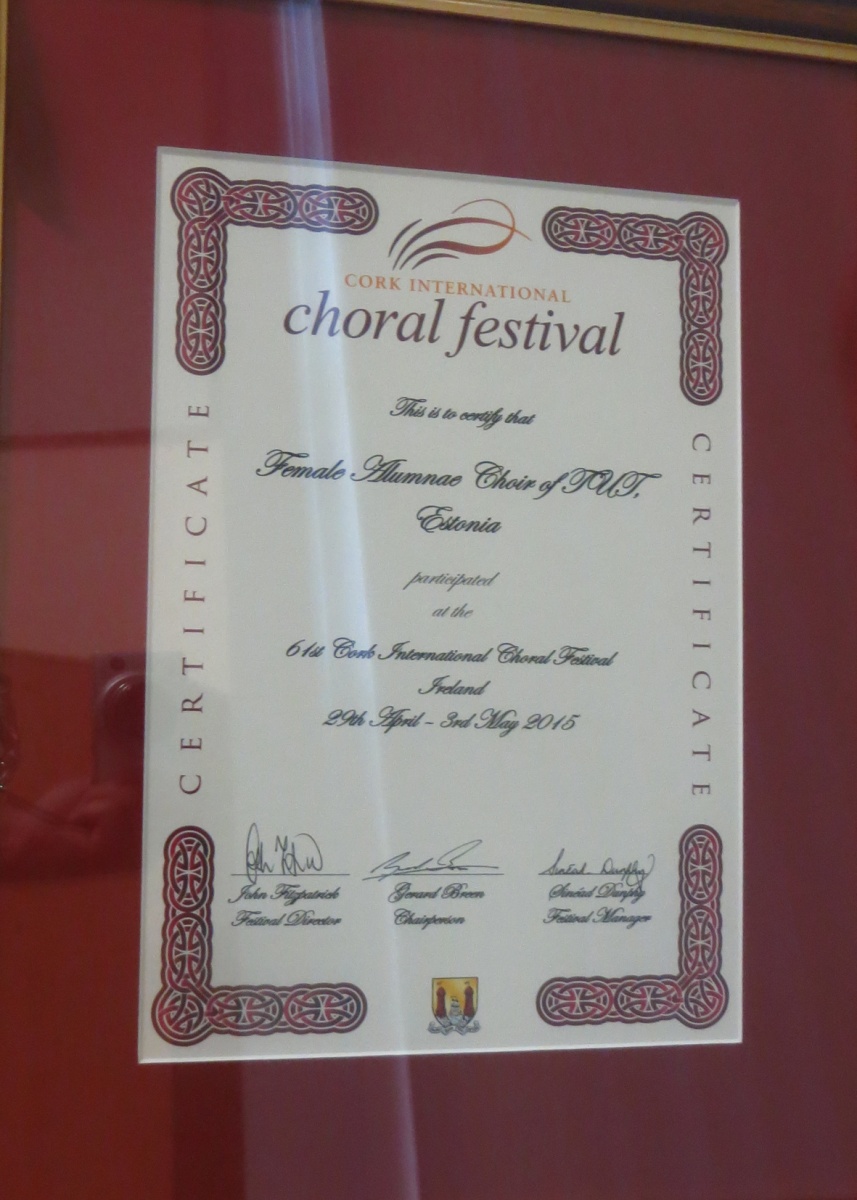 CORK INTERNATIONAL
choral festival
CERTIFICATE
CERTIFICATE
This is to certify that
Female Alumnae Choir of TUT,
Estonia
participated
at the
61st Cork International Choral Festival
Ireland
29th April - 3rd May 2015
John Fitzpatrick
Festival Director
Gerard Breen
Chairperson
Sinéad Dunphy
Sinéad Dunphy
Festival Manager